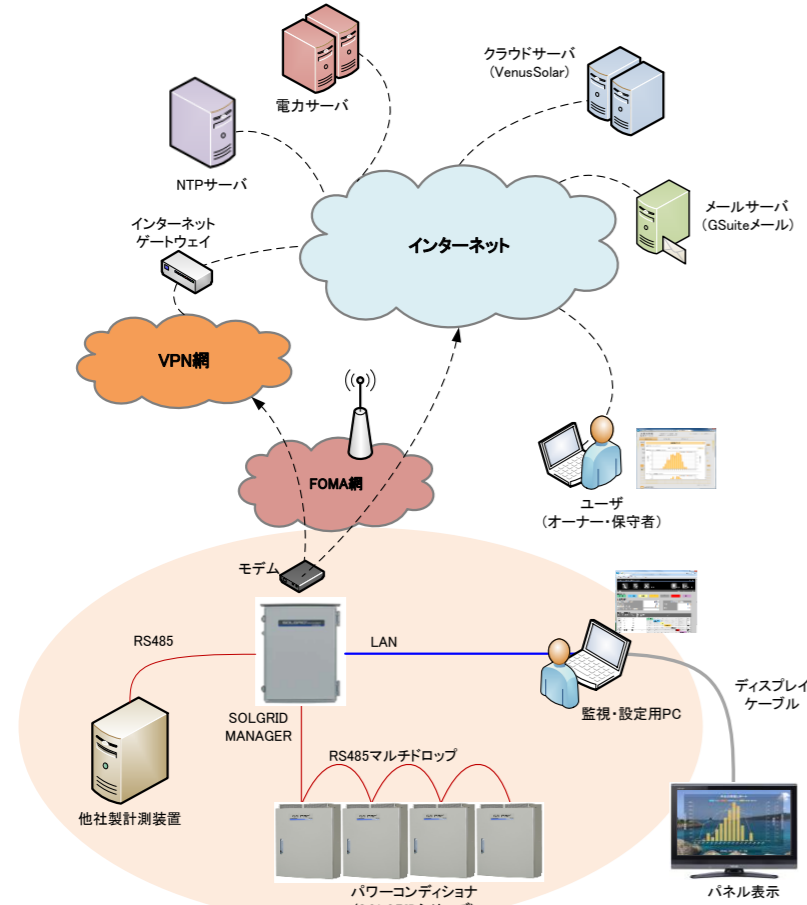 電力サーバ
クラウドサーバ
(VenusSolar)
NTPサーバ
メールサーバ
(GSuiteメール)
インターネット
ゲートウェイ
インターネット
VPN網
FOMA網
ユーザ
(オーナー・保守者)
モデム
RS485
LAN
SOLGRID
MANAGER
監視・設定用PC
ディスプレイ
ケーブル
RS485マルチドロップ
他社製計測装置
パワーコンディショナ
パネル表示